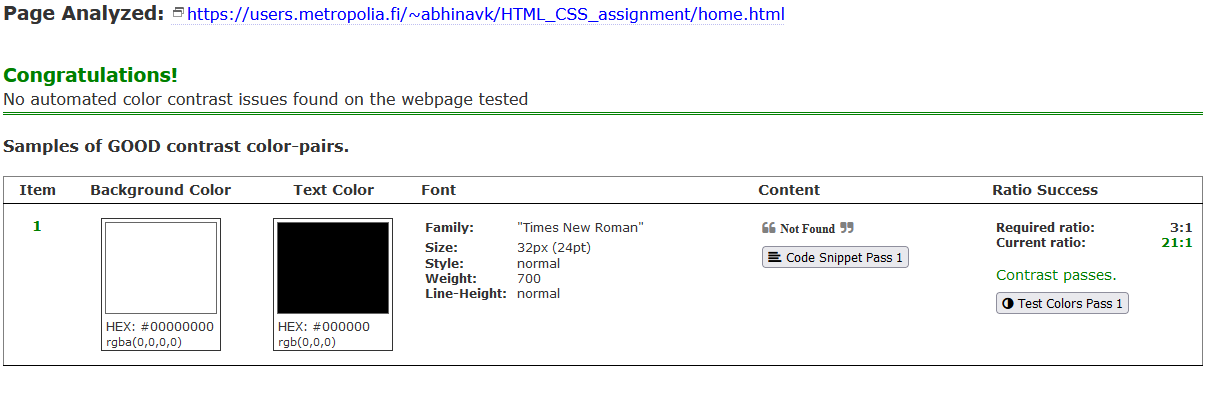 Page Analyzed: https://users.metropolia.fi/~abhinavk/HTML_CSS_assignment/home.html
Congratulations!
No automated color contrast issues found on the webpage tested
Samples of GOOD contrast color-pairs.
Item Background Color Text Color Font Content Ratio Success
1
HEX: #00000000
rgba(0,0,0,0)
HEX: #000000
rgb(0,0,0)
Family: "Times New Roman"
Size: 32px (24pt)
Style: normal
Weight: 700
Line-Height: normal
Not Found
Code Snippet Pass 1
Required ratio: 3:1
Current ratio: 21:1
Contrast passes.
Test Colors Pass 1